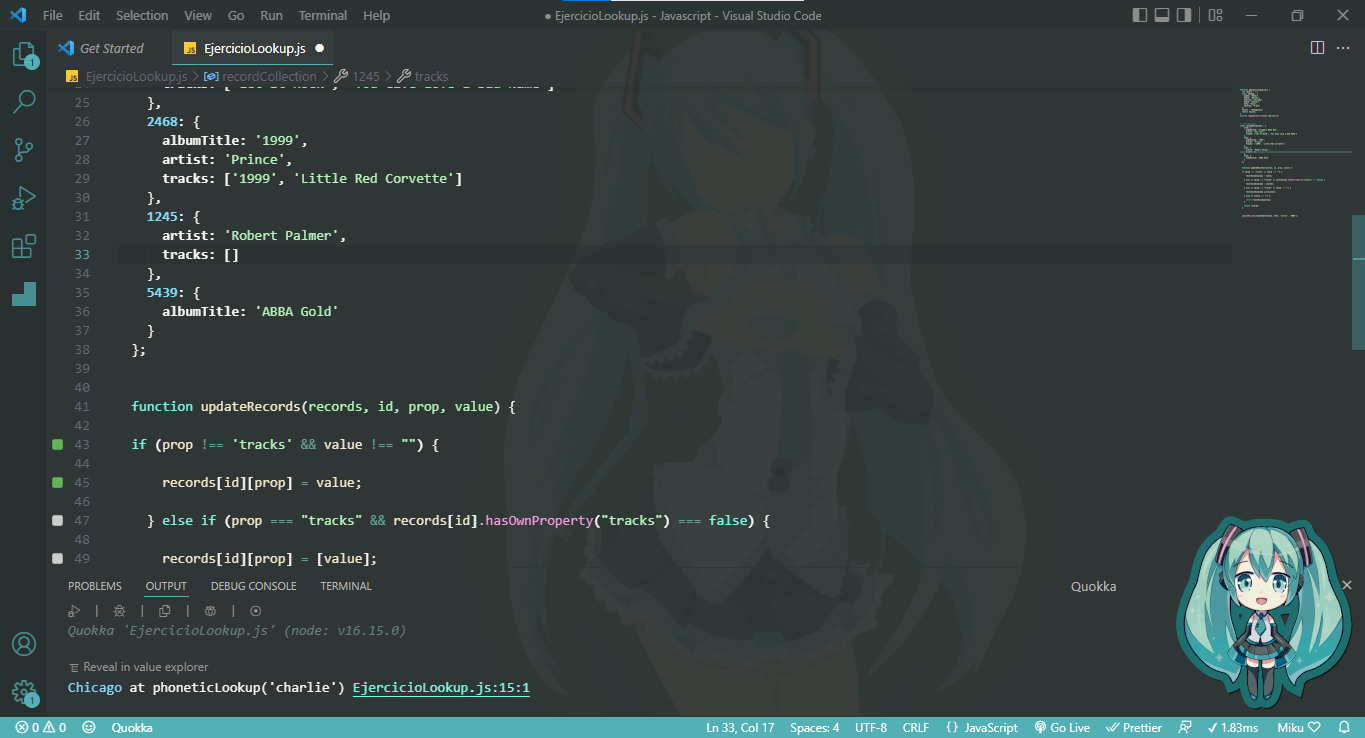 File Edit Selection View Go Run Terminal Help
● EjercicioLookup.js - Javascript - Visual Studio Code
Get Started
JS EjercicioLookup.js ●
JS EjercicioLookup.js > recordCollection > 1245 > tracks
25 },
26 2468: {
27 albumTitle: '1999',
28 artist: 'Prince',
29 tracks: ['1999', 'Little Red Corvette']
30 },
31 1245: {
32 artist: 'Robert Palmer',
33 tracks: []
34 },
35 5439: {
36 albumTitle: 'ABBA Gold'
37 }
38 };
39
40
41 function updateRecords(records, id, prop, value) {
42
43 if (prop !== 'tracks' && value !== "") {
44
45 records[id][prop] = value;
46
47 } else if (prop === "tracks" && records[id].hasOwnProperty("tracks") === false) {
48
49 records[id][prop] = [value];
PROBLEMS OUTPUT DEBUG CONSOLE TERMINAL
Quokka
Quokka 'EjercicioLookup.js' (node: v16.15.0)
Reveal in value explorer
Chicago at phoneticLookup('charlie') EjercicioLookup.js:15:1
1
1
0 0 Quokka
Ln 33, Col 17 Spaces: 4 UTF-8 CRLF {} JavaScript Go Live Prettier ✓ 1.83ms Miku ♡